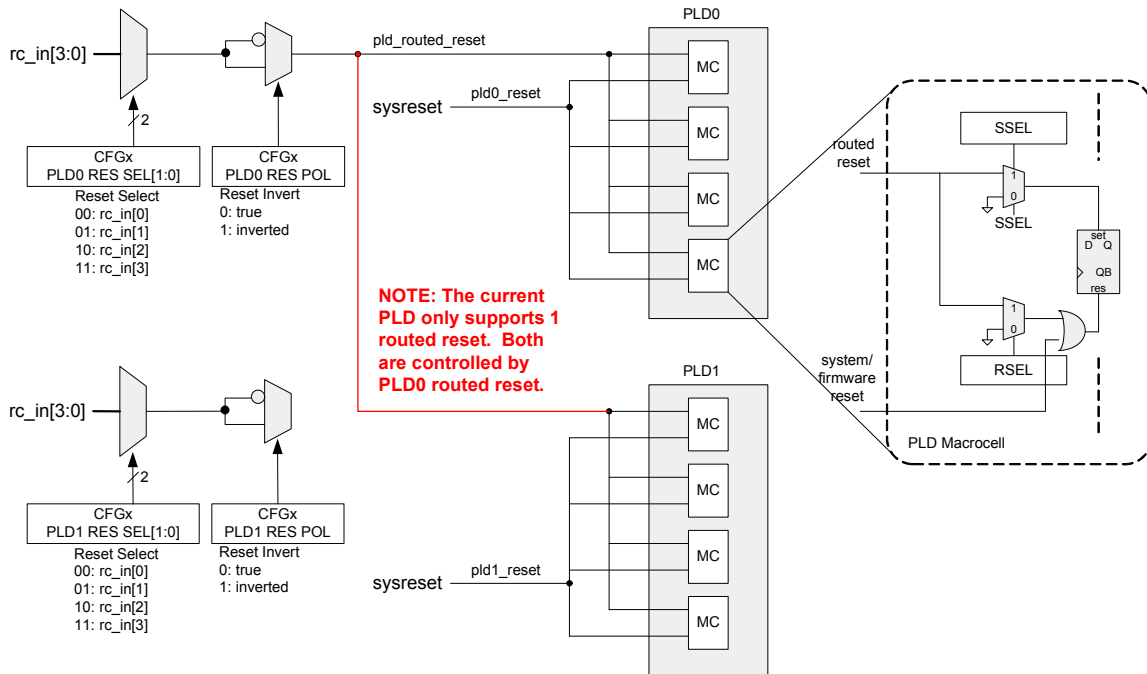 PLD0
rc_in[3:0]
pld_routed_reset
MC
2
sysreset
pld0_reset
CFGx
PLD0 RES SEL[1:0]
CFGx
PLD0 RES POL
MC
Reset Select
00: rc_in[0]
01: rc_in[1]
10: rc_in[2]
11: rc_in[3]
Reset Invert
0: true
1: inverted
MC
MC
NOTE: The current
PLD only supports 1
routed reset. Both
are controlled by
PLD0 routed reset.
routed
reset
SSEL
1
0
SSEL
set
D Q
QB
res
1
0
RSEL
system/
firmware
reset
PLD Macrocell
PLD1
rc_in[3:0]
MC
2
CFGx
PLD1 RES SEL[1:0]
CFGx
PLD1 RES POL
MC
Reset Select
00: rc_in[0]
01: rc_in[1]
10: rc_in[2]
11: rc_in[3]
Reset Invert
0: true
1: inverted
MC
sysreset
pld1_reset
MC